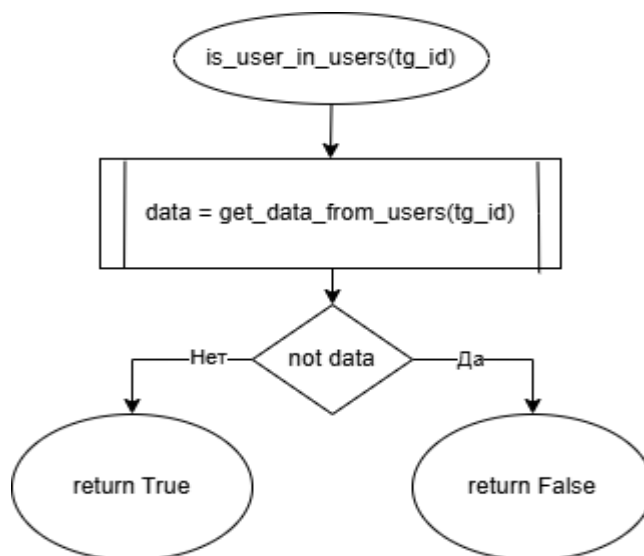 is_user_in_users(tg_id)
data = get_data_from_users(tg_id)
not data
Нет
Да
return True
return False